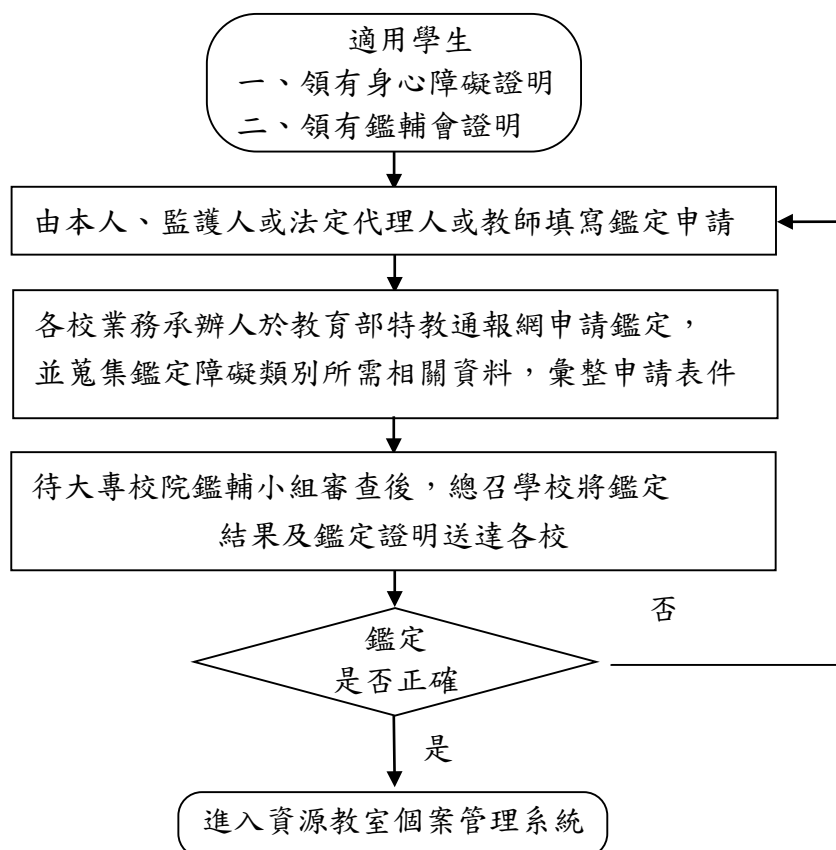 適用學生
一、領有身心障礙證明
二、領有鑑輔會證明
由本人、監護人或法定代理人或教師填寫鑑定申請
各校業務承辦人於教育部特教通報網申請鑑定，
並蒐集鑑定障礙類別所需相關資料，彙整申請表件
待大專校院鑑輔小組審查後，總召學校將鑑定
結果及鑑定證明送達各校
否
鑑定
是否正確
是
進入資源教室個案管理系統